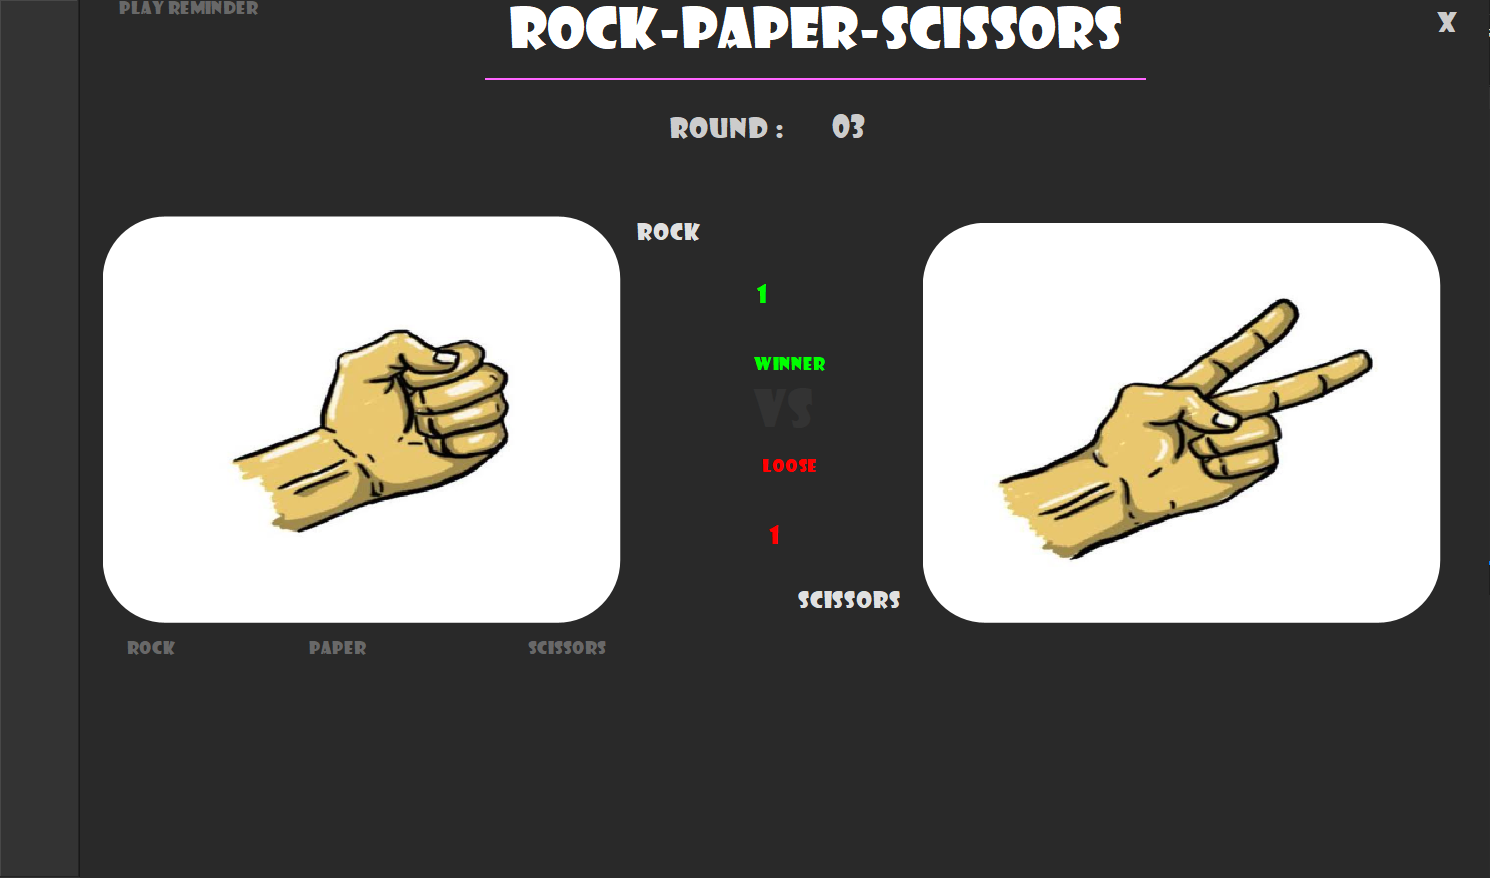 PLAY REMINDER
ROCK-PAPER-SCISSORS
X
ROUND : 03
ROCK
1
WINNER
VS
LOOSE
1
SCISSORS
ROCK PAPER SCISSORS